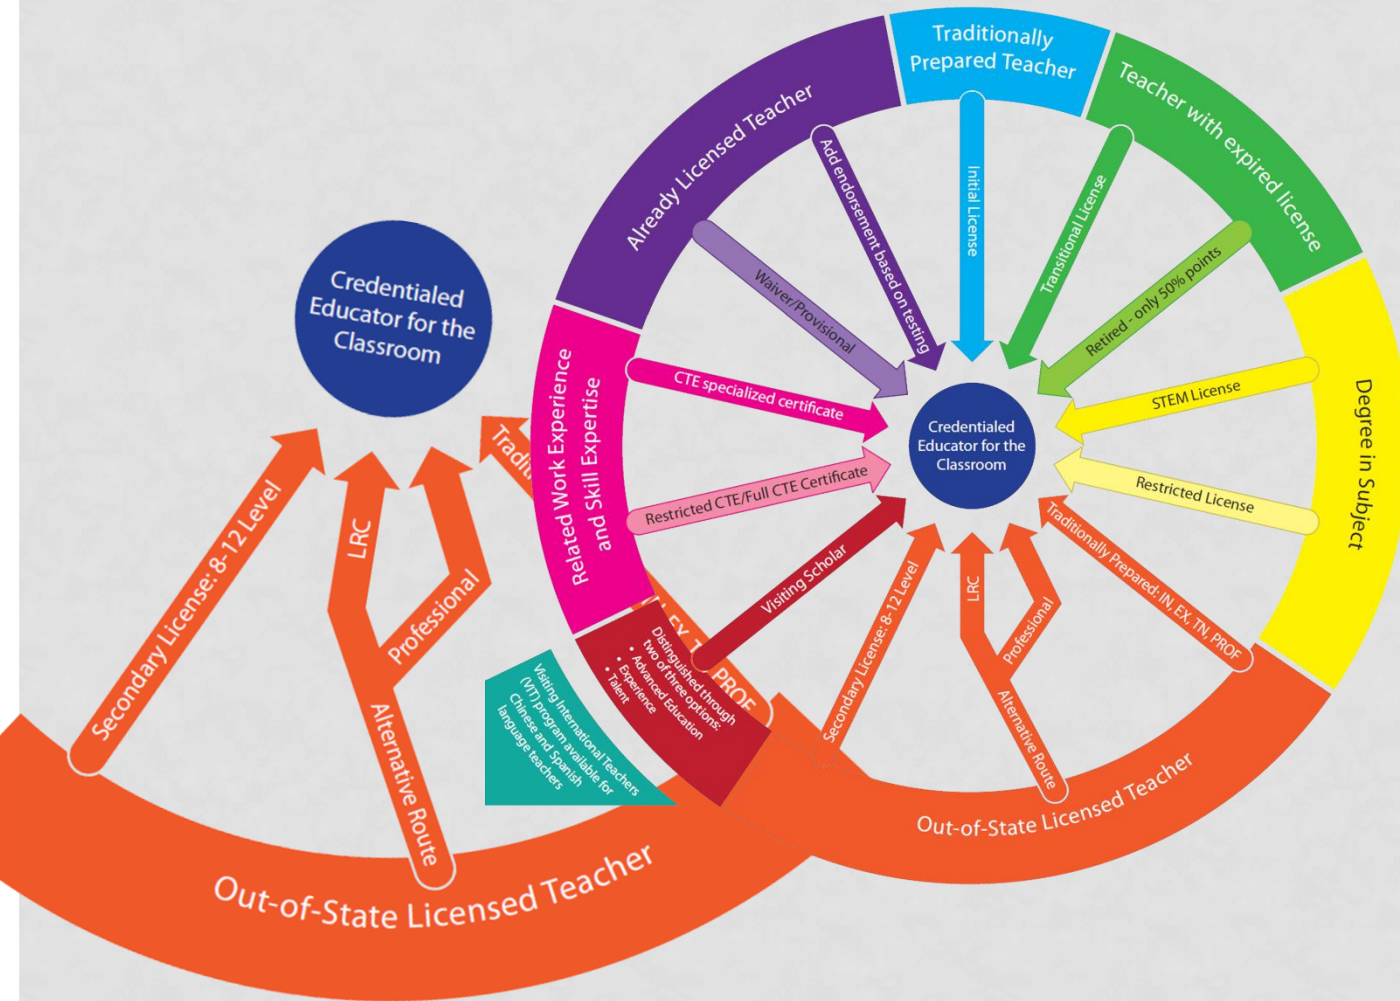 Traditionally
Prepared Teacher
Initial License
Teacher with expired license
Transitional License
Retired - only 50% points
Degree in Subject
STEM License
Restricted License
Out-of-State Licensed Teacher
Traditionally Prepared: IN, EX, TN, PROF
Professional
LRC
Alternative Route
Secondary License: 8-12 Level
Visiting Scholar
Distinguished through
two of three options:
• Advanced Education
• Experience
• Talent
Visiting International Teachers
(VIT) program available for
Chinese and Spanish
language teachers
Related Work Experience
and Skill Expertise
Restricted CTE/Full CTE Certificate
CTE specialized certificate
Already Licensed Teacher
Waiver/Provisional
Add endorsement based on testing
Credentialed
Educator for the
Classroom
Credentialed
Educator for the
Classroom
Secondary License: 8-12 Level
LRC
Professional
Alternative Route
EX, PROF
Out-of-State Licensed Teacher